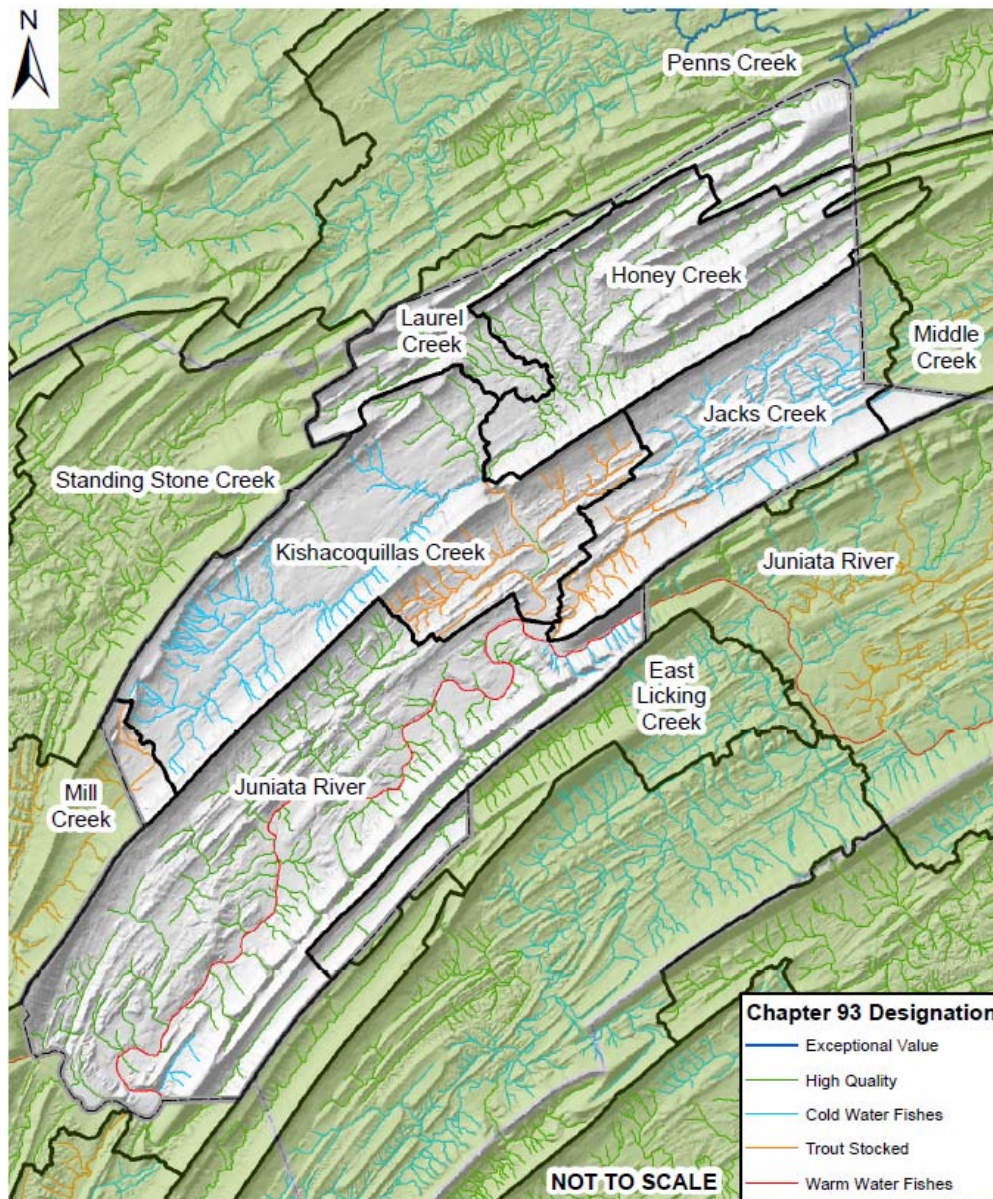 N
Penns Creek
Honey Creek
Laurel
Creek
Middle
Creek
Jacks Creek
Standing Stone Creek
Kishacoquillas Creek
Juniata River
East
Licking
Creek
Juniata River
Mill
Creek
Chapter 93 Designation
Exceptional Value
High Quality
Cold Water Fishes
Trout Stocked
Warm Water Fishes
NOT TO SCALE